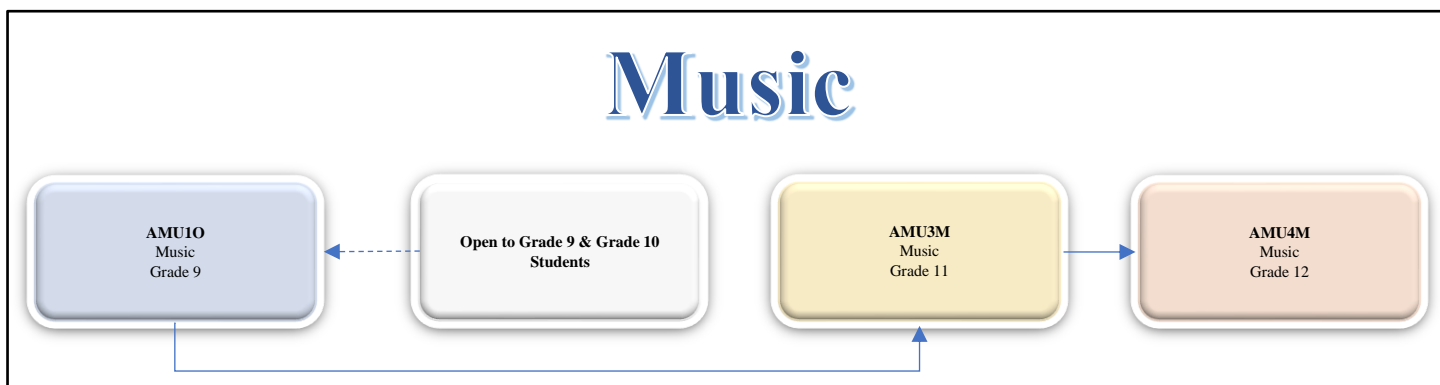 Music
AMU1O
Music
Grade 9
Open to Grade 9 & Grade 10
Students
AMU3M
Music
Grade 11
AMU4M
Music
Grade 12